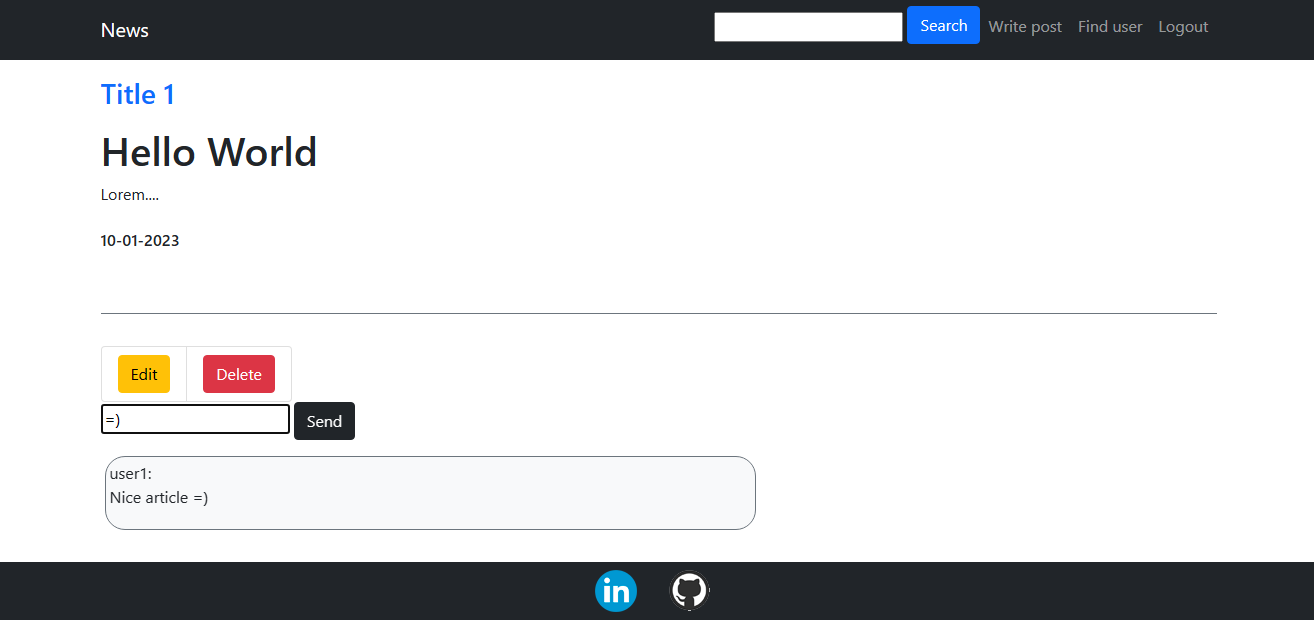 News Search Write post Find user Logout
Title 1
Hello World
Lorem....
10-01-2023
Edit Delete
=) Send
user1:
Nice article =)
in